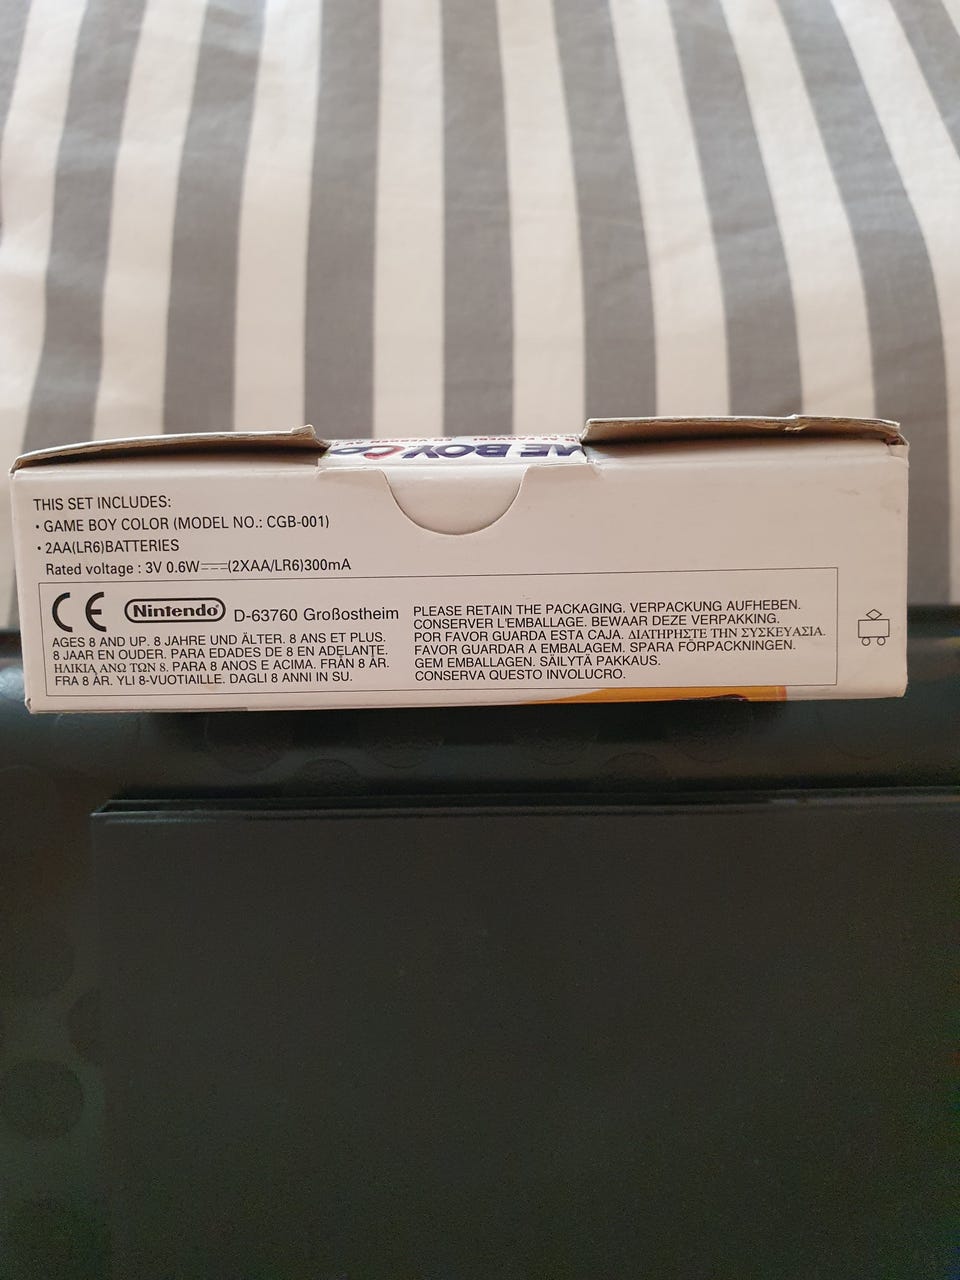 AME BOY CO
THIS SET INCLUDES:
• GAME BOY COLOR (MODEL NO.: CGB-001)
• 2AA(LR6)BATTERIES
Rated voltage : 3V 0.6W⎓(2XAA/LR6)300mA
CE Nintendo® D-63760 Großostheim
AGES 8 AND UP. 8 JAHRE UND ÄLTER. 8 ANS ET PLUS.
8 JAAR EN OUDER. PARA EDADES DE 8 EN ADELANTE.
ΗΛΙΚΙΑ ΑΝΩ ΤΩΝ 8. PARA 8 ANOS E ACIMA. FRÅN 8 ÅR.
FRA 8 ÅR. YLI 8-VUOTIAILLE. DAGLI 8 ANNI IN SU.
PLEASE RETAIN THE PACKAGING. VERPACKUNG AUFHEBEN.
CONSERVER L'EMBALLAGE. BEWAAR DEZE VERPAKKING.
POR FAVOR GUARDA ESTA CAJA. ΔΙΑΤΗΡΗΣΤΕ ΤΗΝ ΣΥΣΚΕΥΑΣΙΑ.
FAVOR GUARDAR A EMBALAGEM. SPARA FÖRPACKNINGEN.
GEM EMBALLAGEN. SÄILYTÄ PAKKAUS.
CONSERVA QUESTO INVOLUCRO.